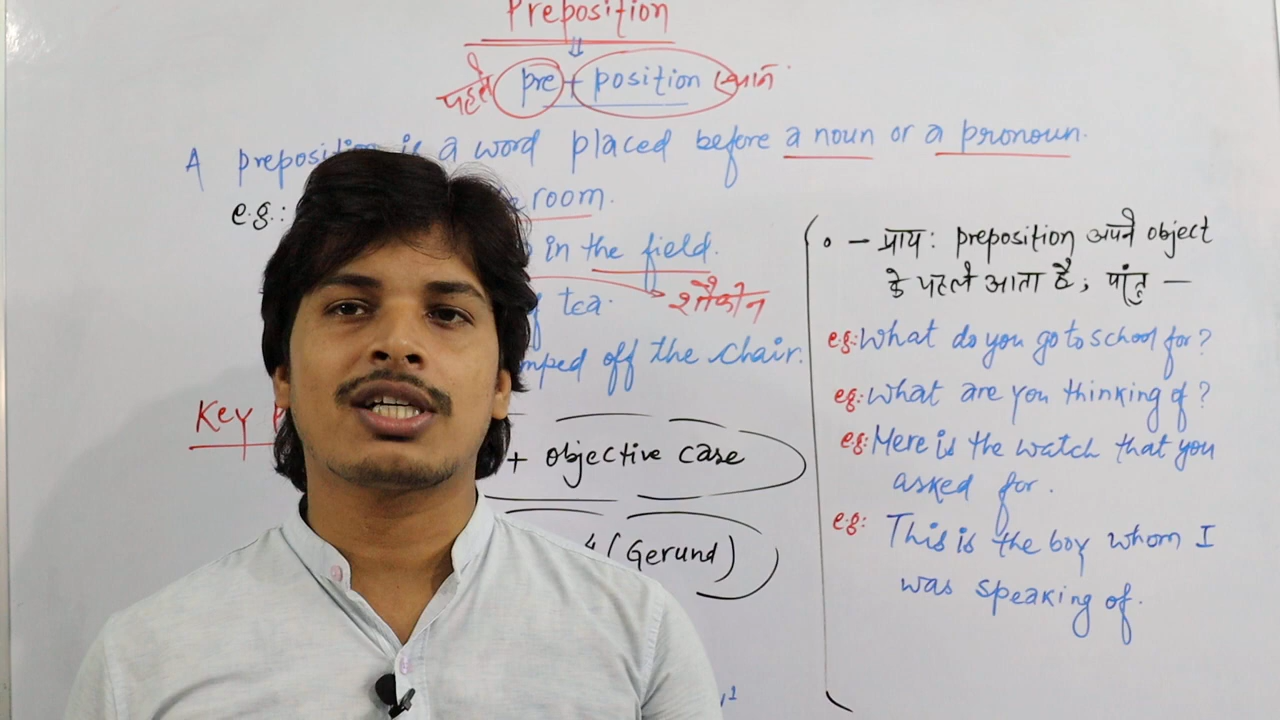 Preposition
पहले pre + position स्थान
A preposition is a word placed before a noun or a pronoun.
e.g.: room.
in the field.
of tea.
शौकीन
off the chair.
Key
+ objective case
(Gerund)
- प्राय: preposition अपने object
के पहले आता है; परंतु -
e.g: What do you go to school for?
e.g: What are you thinking of?
e.g: Here is the watch that you
asked for.
e.g: This is the boy whom I
was speaking of.